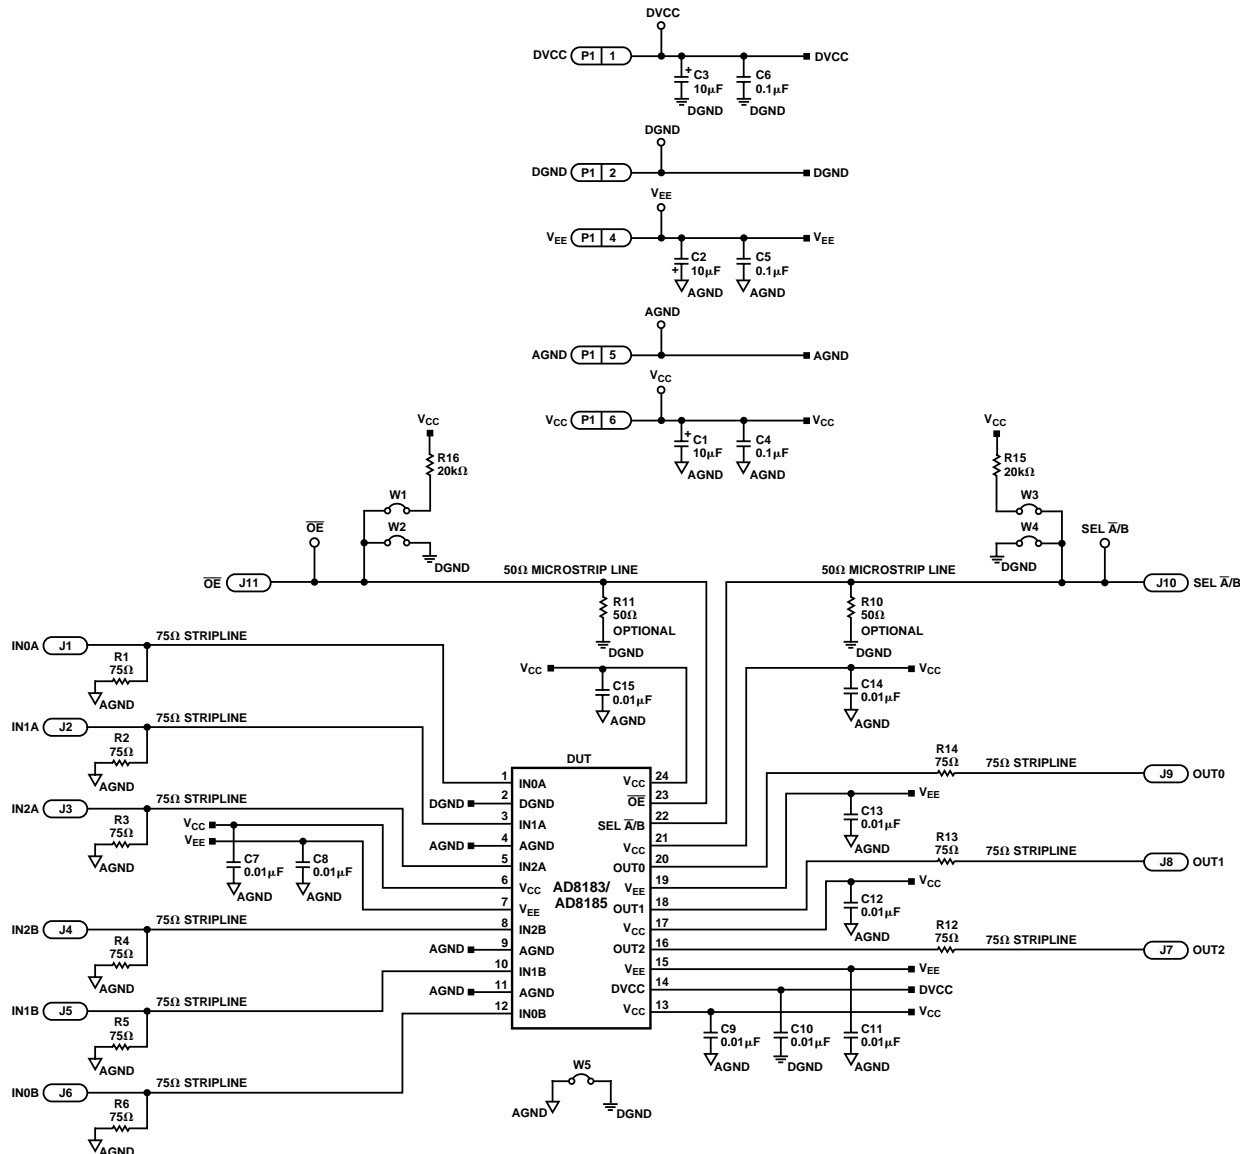 DVCC
DVCC P1 1 DVCC
+ C3 10μF
C6 0.1μF
DGND DGND
DGND
DGND P1 2 DGND
VEE
VEE P1 4 VEE
C2 + 10μF
C5 0.1μF
AGND AGND
AGND
AGND P1 5 AGND
VCC
VCC P1 6 VCC
+ C1 10μF
C4 0.1μF
AGND AGND
VCC
R16
20kΩ
W1
W2
DGND
O̅E̅
O̅E̅ J11
50Ω MICROSTRIP LINE
R11
50Ω
OPTIONAL
DGND
VCC
R15
20kΩ
W3
W4
DGND
SEL A̅/B
J10 SEL A̅/B
50Ω MICROSTRIP LINE
R10
50Ω
OPTIONAL
DGND
VCC
C15
0.01μF
AGND
VCC
C14
0.01μF
AGND
IN0A J1 75Ω STRIPLINE
R1
75Ω
AGND
IN1A J2 75Ω STRIPLINE
R2
75Ω
AGND
IN2A J3 75Ω STRIPLINE
R3
75Ω
AGND
VCC
VEE
C7
0.01μF
AGND
C8
0.01μF
AGND
IN2B J4 75Ω STRIPLINE
R4
75Ω
AGND
IN1B J5 75Ω STRIPLINE
R5
75Ω
AGND
IN0B J6 75Ω STRIPLINE
R6
75Ω
AGND
DUT
AD8183/
AD8185
1 IN0A
DGND 2 DGND
3 IN1A
AGND 4 AGND
5 IN2A
6 VCC
7 VEE
8 IN2B
AGND 9 AGND
10 IN1B
AGND 11 AGND
12 IN0B
VCC 24
O̅E̅ 23
SEL A̅/B 22
VCC 21
OUT0 20
VEE 19
OUT1 18
VCC 17
OUT2 16
VEE 15
DVCC 14
VCC 13
R14
75Ω
75Ω STRIPLINE
J9 OUT0
VEE
C13
0.01μF
AGND
R13
75Ω
75Ω STRIPLINE
J8 OUT1
VCC
C12
0.01μF
AGND
R12
75Ω
75Ω STRIPLINE
J7 OUT2
VEE
DVCC
VCC
C9
0.01μF
AGND
C10
0.01μF
DGND
C11
0.01μF
AGND
W5
AGND DGND